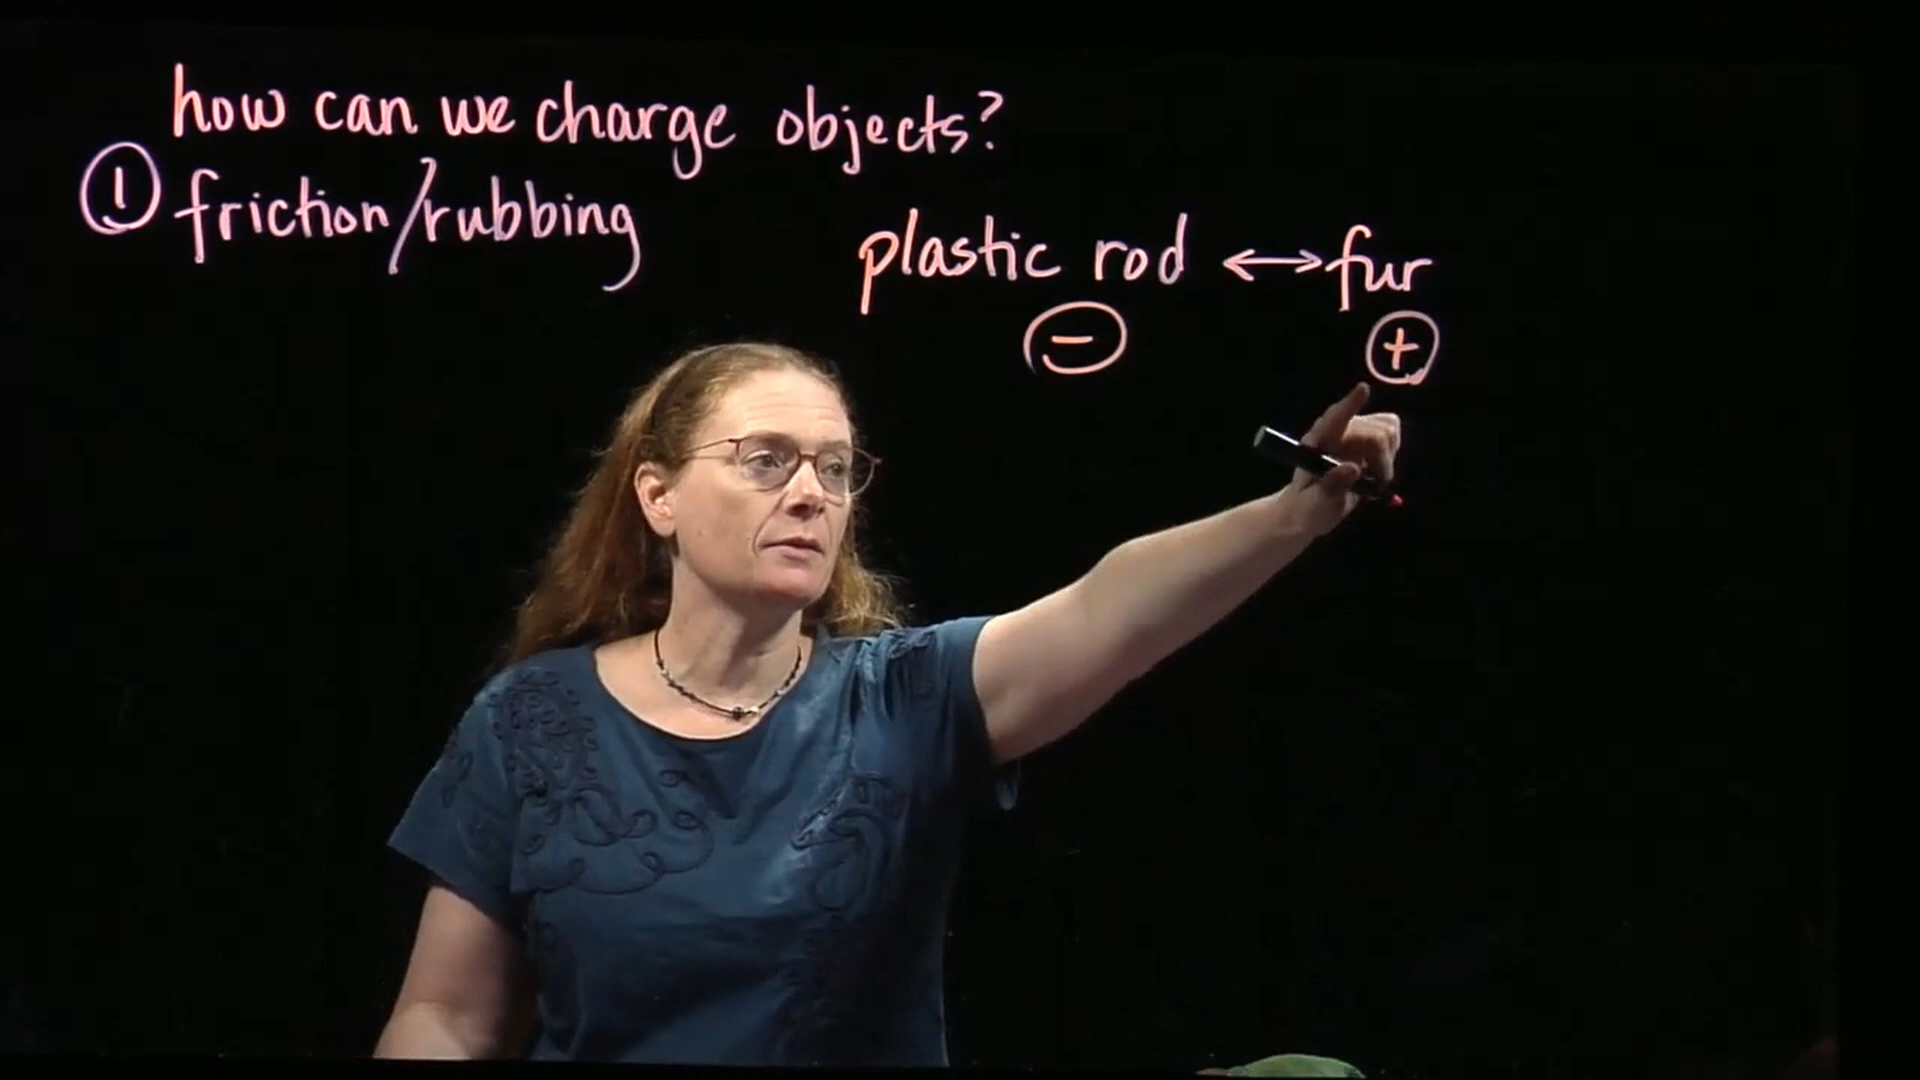 how can we charge objects?
① friction/rubbing
plastic rod ↔ fur
⊖ ⊕